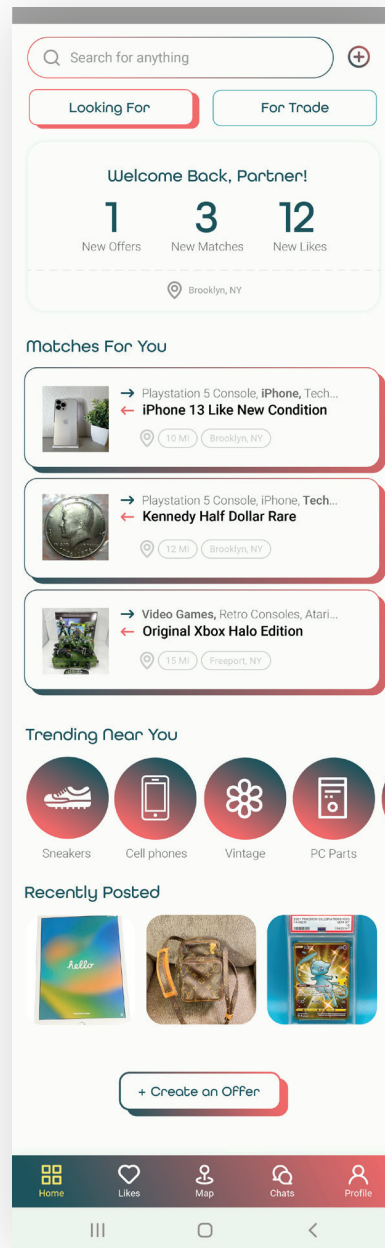 Search for anything
Looking For
For Trade
Welcome Back, Partner!
1
3
12
New Offers
New Matches
New Likes
Brooklyn, NY
Matches For You
Playstation 5 Console, iPhone, Tech...
iPhone 13 Like New Condition
10 MI
Brooklyn, NY
Playstation 5 Console, iPhone, Tech...
Kennedy Half Dollar Rare
12 MI
Brooklyn, NY
Video Games, Retro Consoles, Atari...
Original Xbox Halo Edition
15 MI
Freeport, NY
Trending Near You
Sneakers
Cell phones
Vintage
PC Parts
Recently Posted
hello
+ Create an Offer
Home
Likes
Map
Chats
Profile